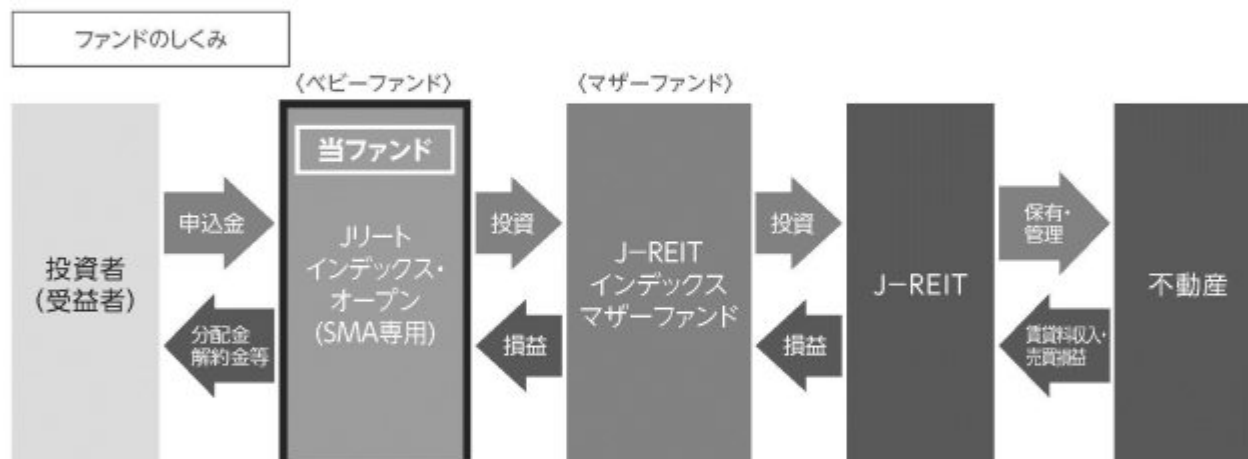 ファンドのしくみ
〈ベビーファンド〉
〈マザーファンド〉
投資者
(受益者)
申込金
分配金
解約金等
当ファンド
Jリート
インデックス・
オープン
(SMA専用)
投資
損益
J-REIT
インデックス
マザーファンド
投資
損益
J-REIT
保有・
管理
賃貸料収入・
売買損益
不動産